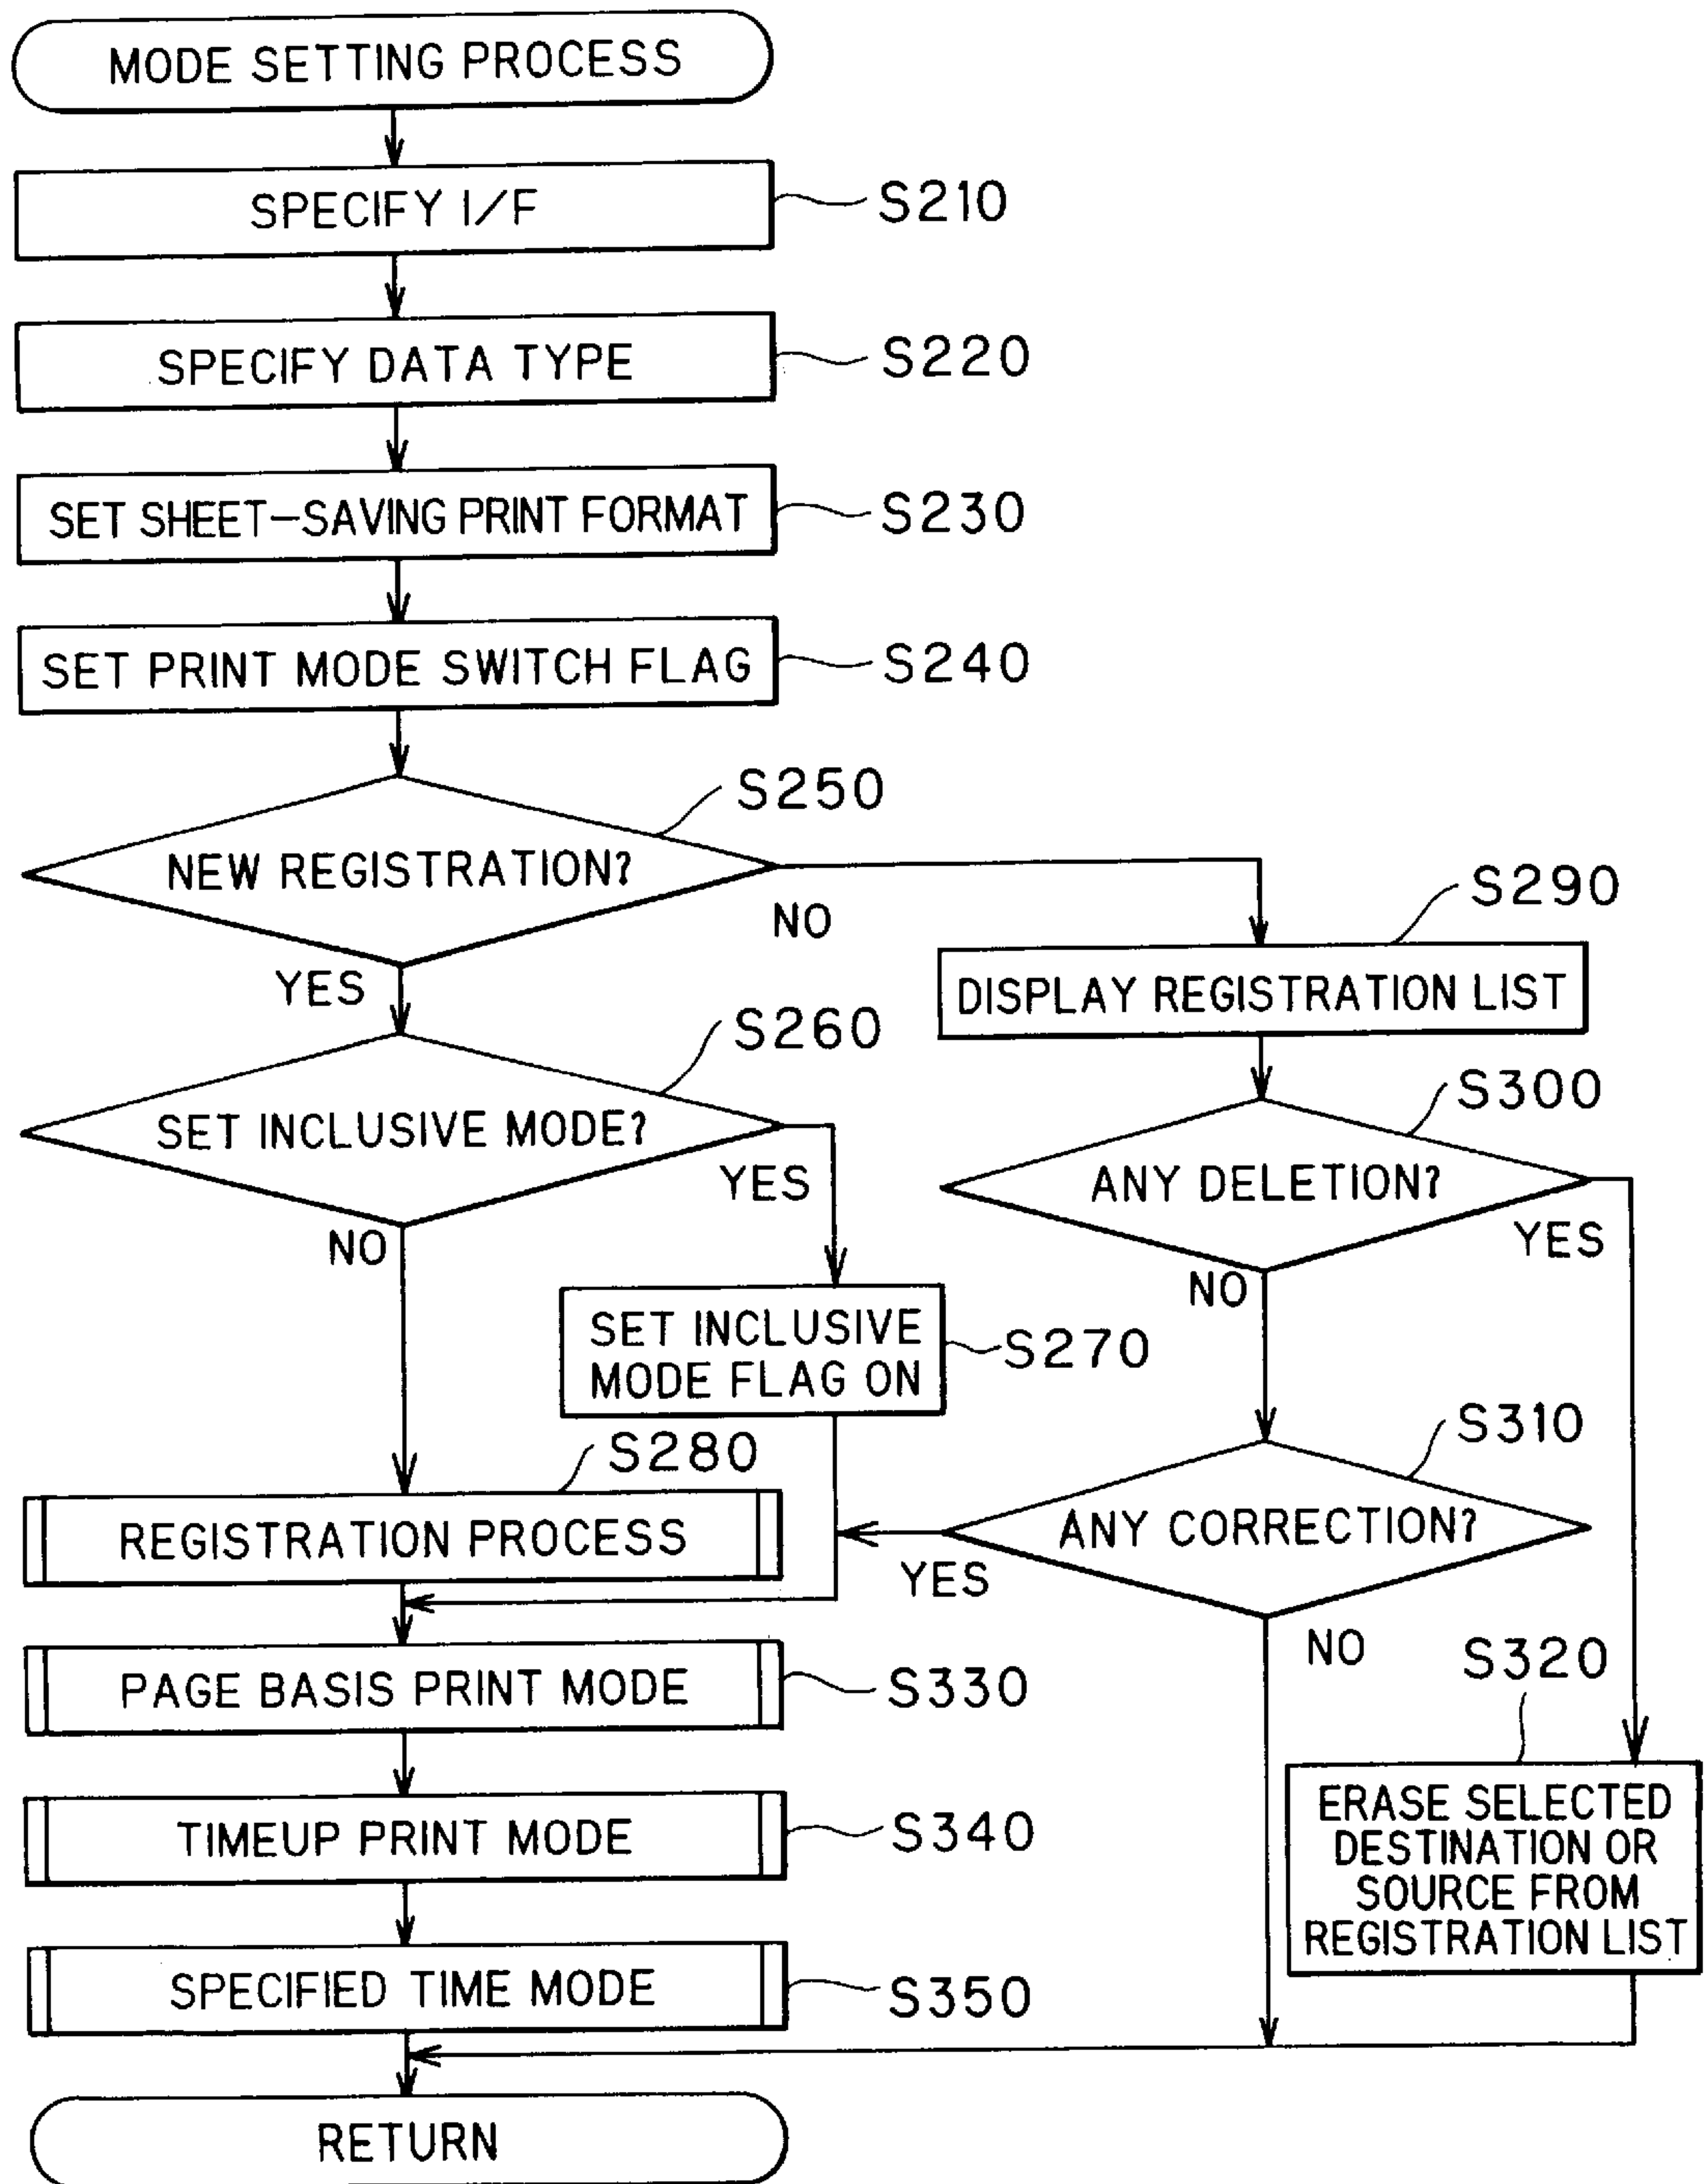 MODE SETTING PROCESS
SPECIFY I/F
S210
SPECIFY DATA TYPE
S220
SET SHEET-SAVING PRINT FORMAT
S230
SET PRINT MODE SWITCH FLAG
S240
S250
NEW REGISTRATION?
NO
YES
S290
DISPLAY REGISTRATION LIST
S260
SET INCLUSIVE MODE?
YES
NO
S300
ANY DELETION?
YES
NO
SET INCLUSIVE
MODE FLAG ON
S270
S310
ANY CORRECTION?
YES
NO
S280
REGISTRATION PROCESS
S320
ERASE SELECTED
DESTINATION OR
SOURCE FROM
REGISTRATION LIST
PAGE BASIS PRINT MODE
S330
TIMEUP PRINT MODE
S340
SPECIFIED TIME MODE
S350
RETURN